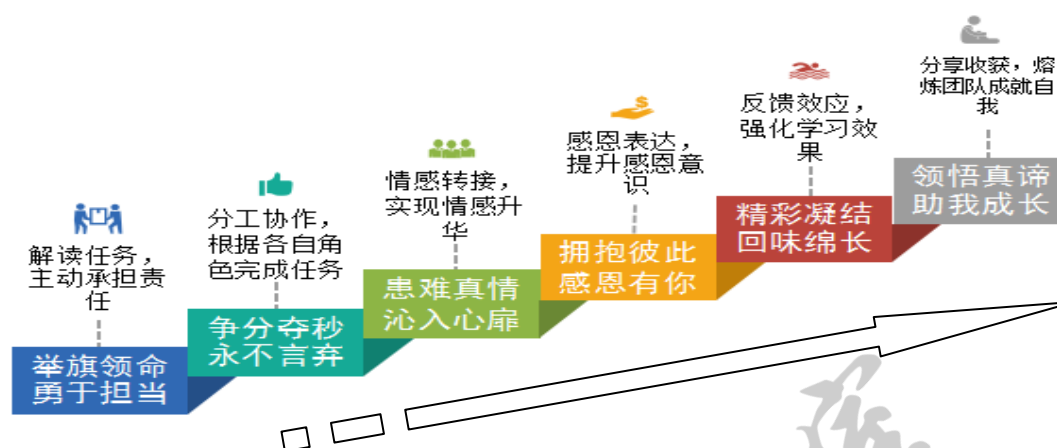 解读任务，
主动承担责
任
举旗领命
勇于担当
分工协作，
根据各自角
色完成任务
争分夺秒
永不言弃
情感转接，
实现情感升
华
患难真情
沁入心扉
感恩表达，
提升感恩意
识
拥抱彼此
感恩有你
反馈效应，
强化学习效
果
精彩凝结
回味绵长
分享收获，熔
炼团队成就自
我
领悟真谛
助我成长